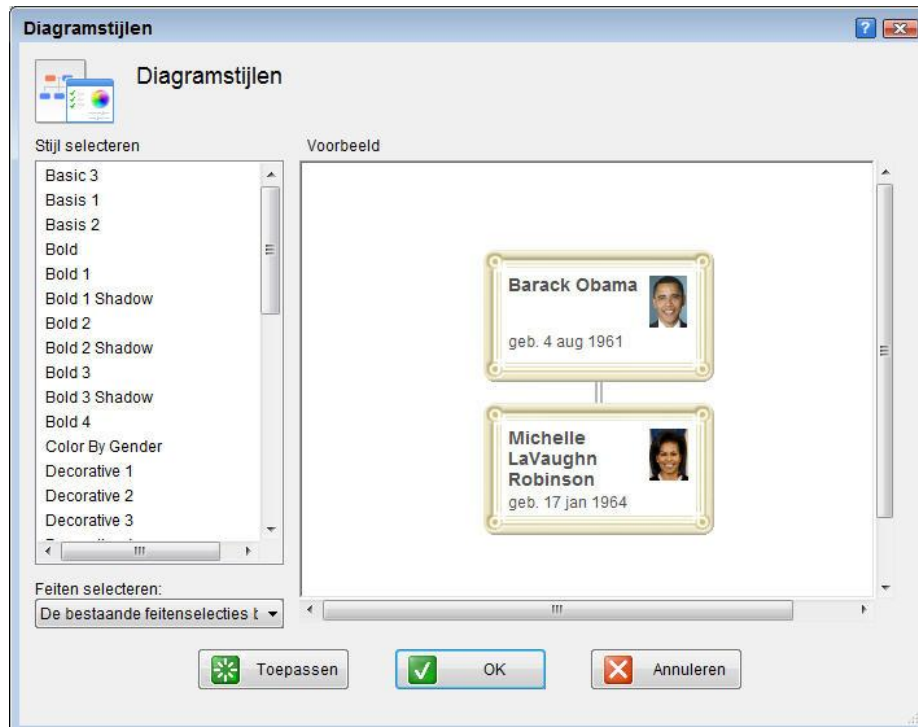 Diagramstijlen
Diagramstijlen
Stijl selecteren
Basic 3
Basis 1
Basis 2
Bold
Bold 1
Bold 1 Shadow
Bold 2
Bold 2 Shadow
Bold 3
Bold 3 Shadow
Bold 4
Color By Gender
Decorative 1
Decorative 2
Decorative 3
Feiten selecteren:
De bestaande feitenselecties
Voorbeeld
Barack Obama
geb. 4 aug 1961
Michelle
LaVaughn
Robinson
geb. 17 jan 1964
Toepassen
OK
Annuleren